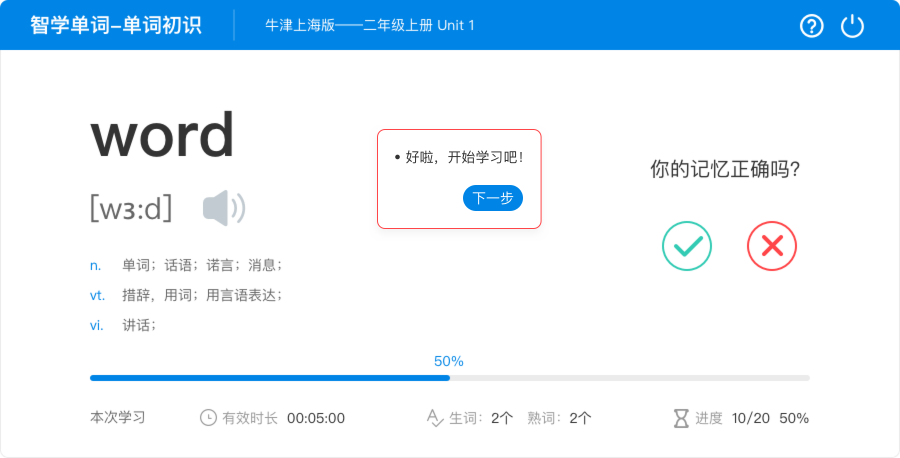 智学单词-单词初识
牛津上海版——二年级上册 Unit 1
word
[wɜ:d]
n. 单词；话语；诺言；消息；
vt. 措辞，用词；用言语表达；
vi. 讲话；
• 好啦，开始学习吧！
下一步
你的记忆正确吗？
50%
本次学习 有效时长 00:05:00 生词：2个 熟词：2个 进度 10/20 50%